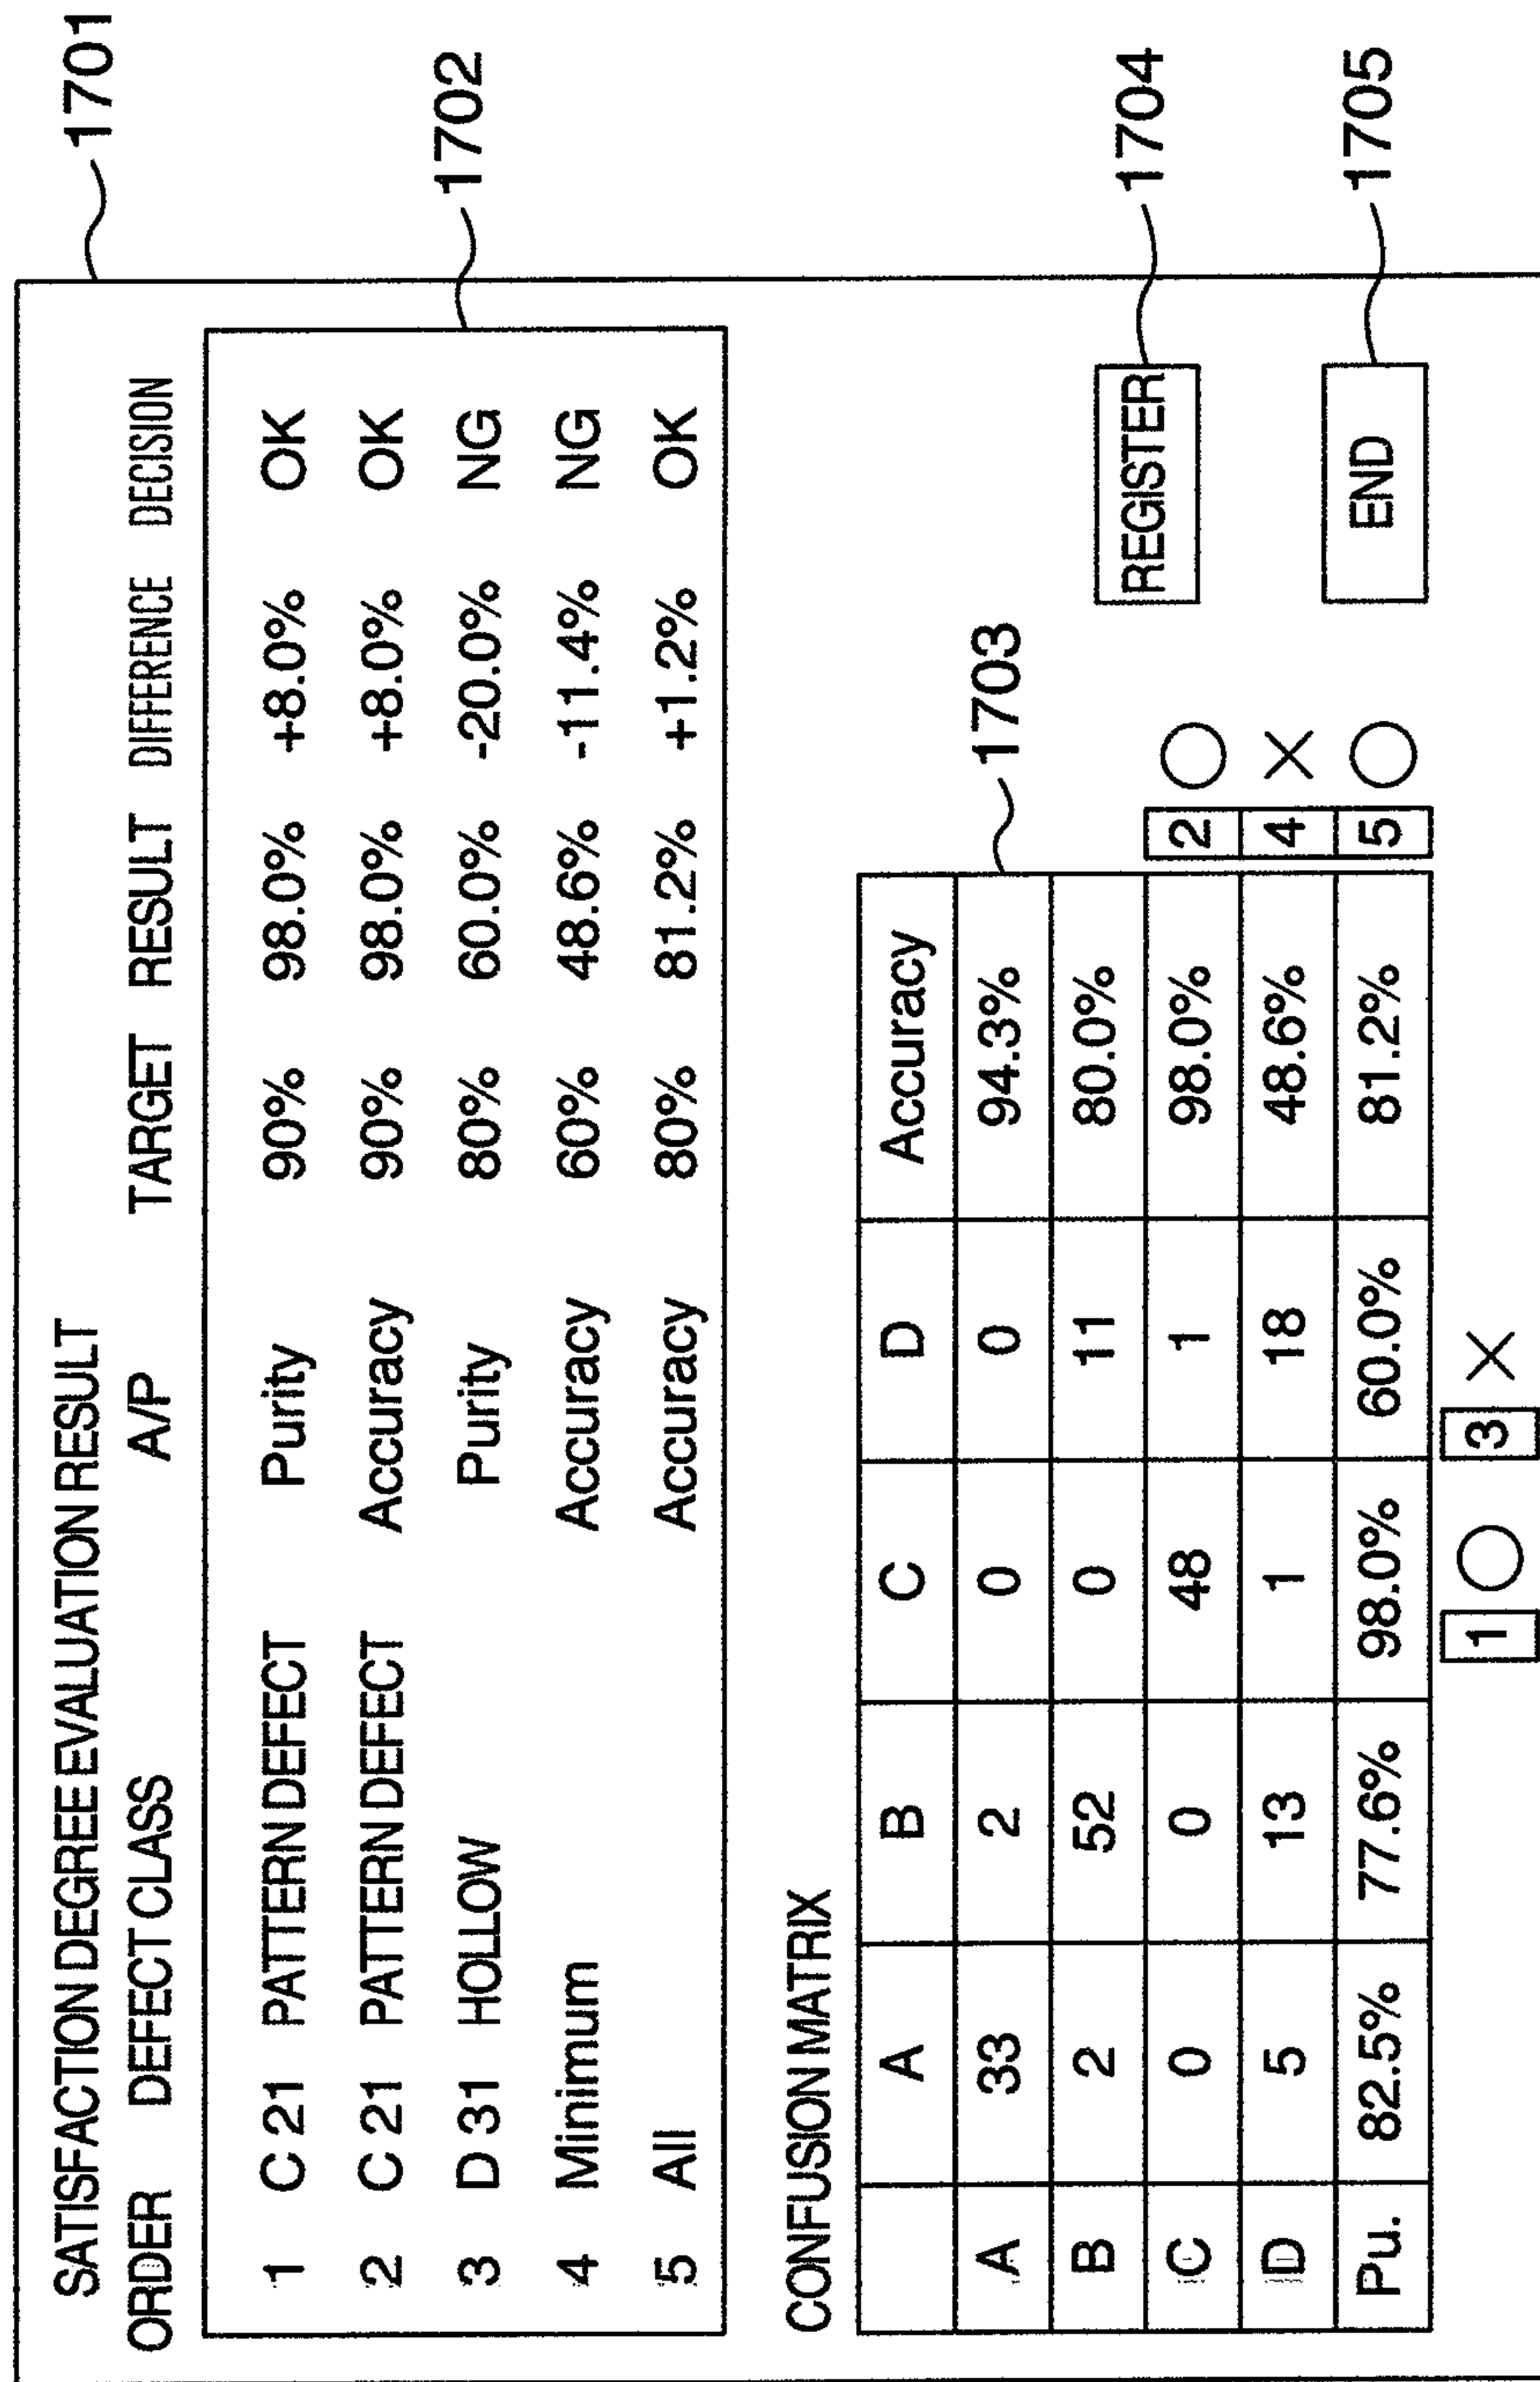 1701
SATISFACTION DEGREE EVALUATION RESULT
ORDER DEFECT CLASS A/P TARGET RESULT DIFFERENCE DECISION
1 C 21 PATTERN DEFECT Purity 90% 98.0% +8.0% OK
2 C 21 PATTERN DEFECT Accuracy 90% 98.0% +8.0% OK
3 D 31 HOLLOW Purity 80% 60.0% -20.0% NG
4 Minimum Accuracy 60% 48.6% -11.4% NG
5 All Accuracy 80% 81.2% +1.2% OK
1702
CONFUSION MATRIX
1703
A B C D Accuracy
A 33 2 0 0 94.3%
B 2 52 0 11 80.0%
C 0 0 48 1 98.0% 2 ○
D 5 13 1 18 48.6% 4 ×
Pu. 82.5% 77.6% 98.0% 60.0% 81.2% 5 ○
1 ○ 3 ×
REGISTER 1704
END 1705